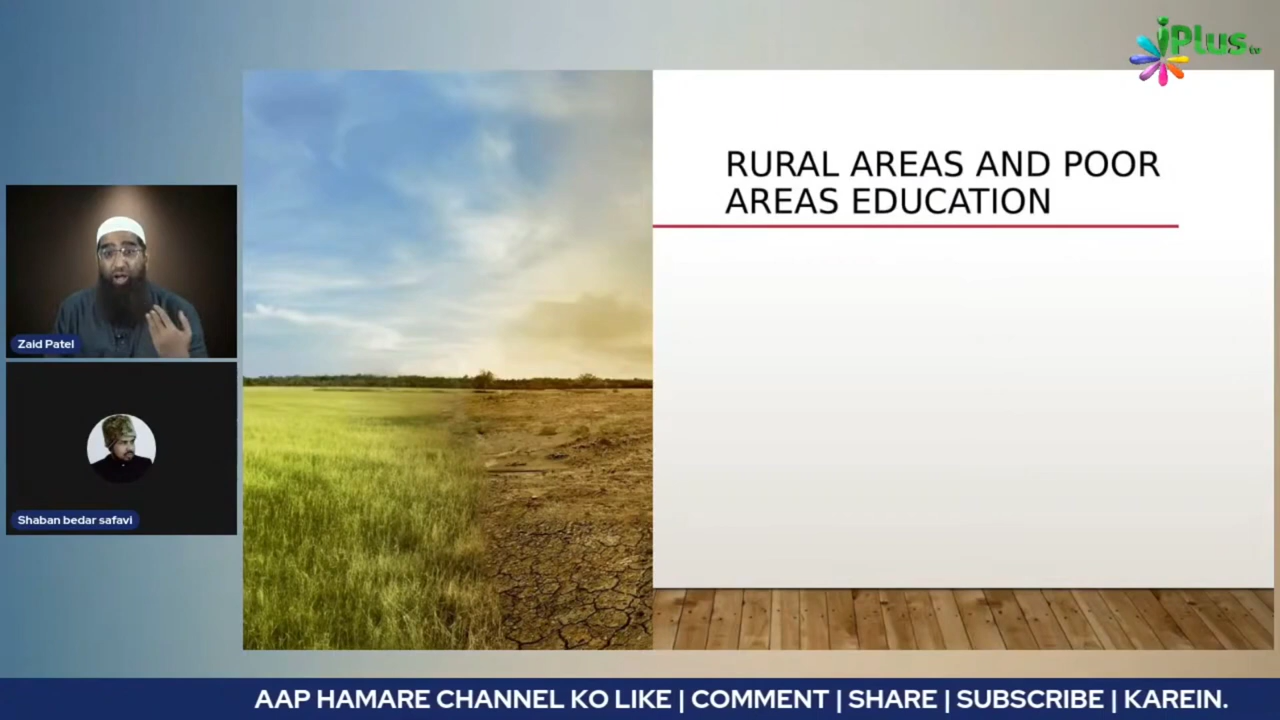 iPlus tv
RURAL AREAS AND POOR
AREAS EDUCATION
Zaid Patel
Shaban bedar safavi
AAP HAMARE CHANNEL KO LIKE | COMMENT | SHARE | SUBSCRIBE | KAREIN.